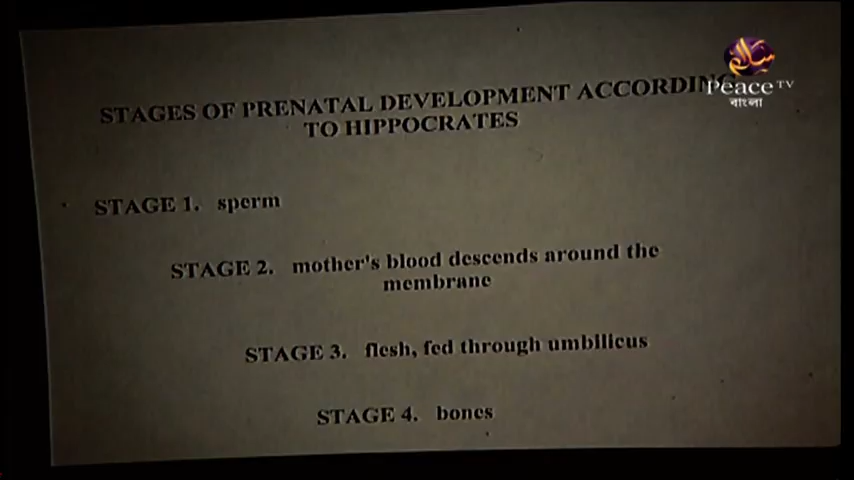 سلام
Peace TV
বাংলা
STAGES OF PRENATAL DEVELOPMENT ACCORDING
TO HIPPOCRATES
STAGE 1. sperm
STAGE 2. mother's blood descends around the
membrane
STAGE 3. flesh, fed through umbilicus
STAGE 4. bones